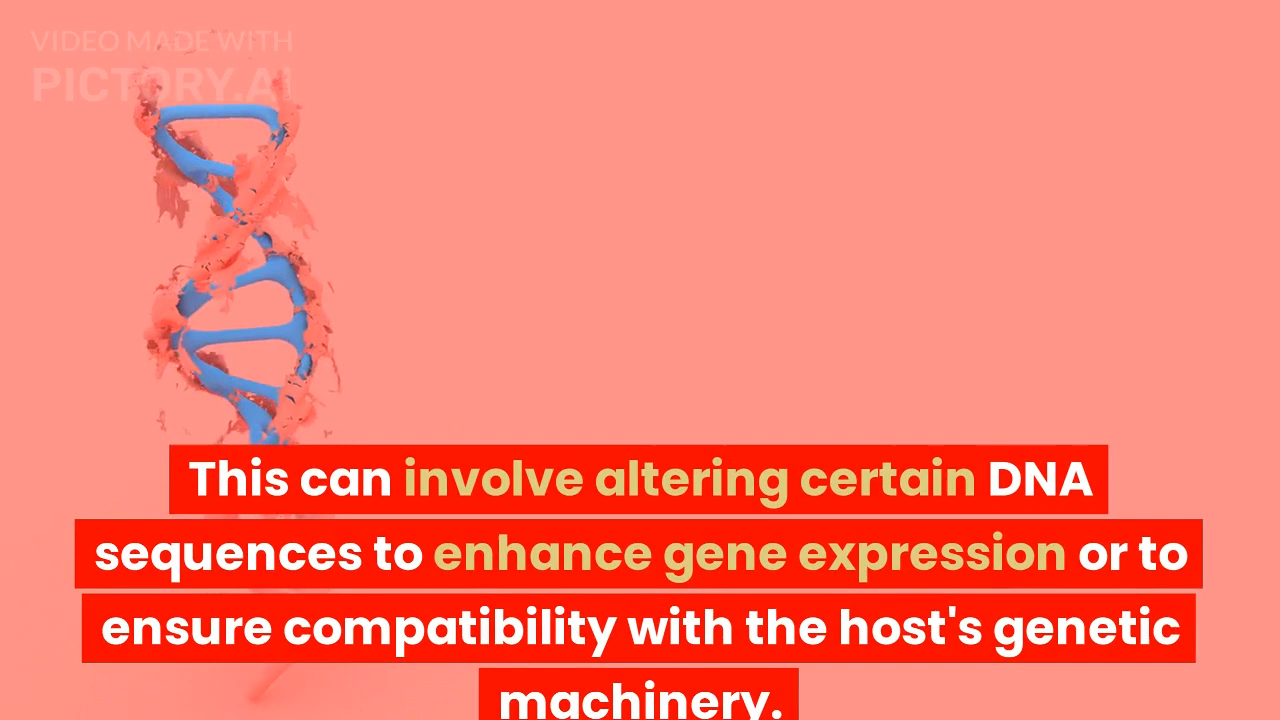 VIDEO MADE WITH
PICTORY.AI
This can involve altering certain DNA
sequences to enhance gene expression or to
ensure compatibility with the host's genetic
machinery.